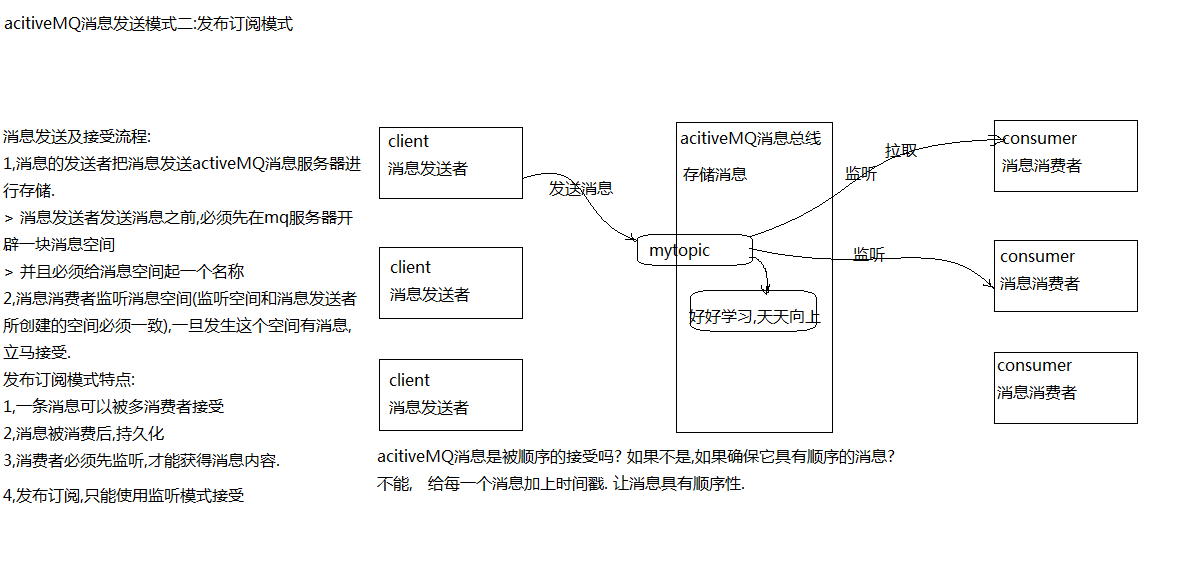 acitiveMQ消息发送模式二:发布订阅模式
消息发送及接受流程:
1,消息的发送者把消息发送activeMQ消息服务器进
行存储.
> 消息发送者发送消息之前,必须先在mq服务器开
辟一块消息空间
> 并且必须给消息空间起一个名称
2,消息消费者监听消息空间(监听空间和消息发送者
所创建的空间必须一致),一旦发生这个空间有消息,
立马接受.
发布订阅模式特点:
1,一条消息可以被多消费者接受
2,消息被消费后,持久化
3,消费者必须先监听,才能获得消息内容.
4,发布订阅,只能使用监听模式接受
client
消息发送者
client
消息发送者
client
消息发送者
发送消息
acitiveMQ消息总线
存储消息
mytopic
好好学习,天天向上
拉取
监听
监听
consumer
消息消费者
consumer
消息消费者
consumer
消息消费者
acitiveMQ消息是被顺序的接受吗? 如果不是,如果确保它具有顺序的消息?
不能, 给每一个消息加上时间戳. 让消息具有顺序性.